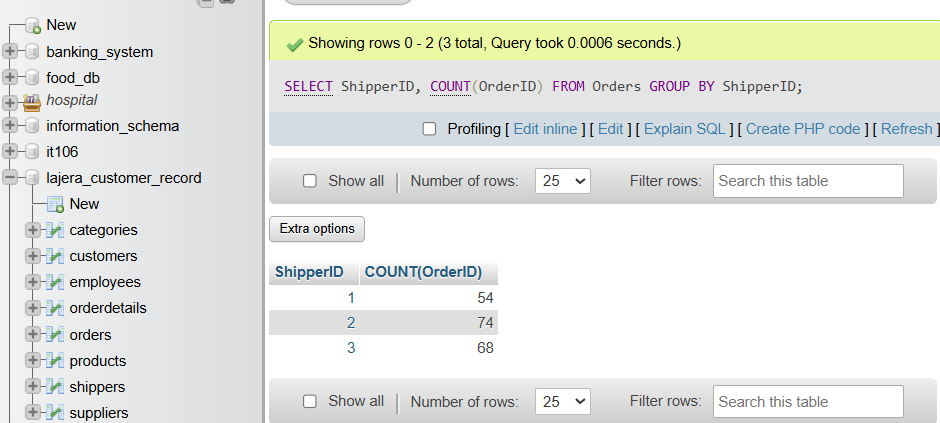 New
banking_system
food_db
hospital
information_schema
it106
lajera_customer_record
New
categories
customers
employees
orderdetails
orders
products
shippers
suppliers
Showing rows 0 - 2 (3 total, Query took 0.0006 seconds.)
SELECT ShipperID, COUNT(OrderID) FROM Orders GROUP BY ShipperID;
Profiling [ Edit inline ] [ Edit ] [ Explain SQL ] [ Create PHP code ] [ Refresh ]
Show all Number of rows: 25 Filter rows: Search this table
Extra options
ShipperID COUNT(OrderID)
1 54
2 74
3 68
Show all Number of rows: 25 Filter rows: Search this table